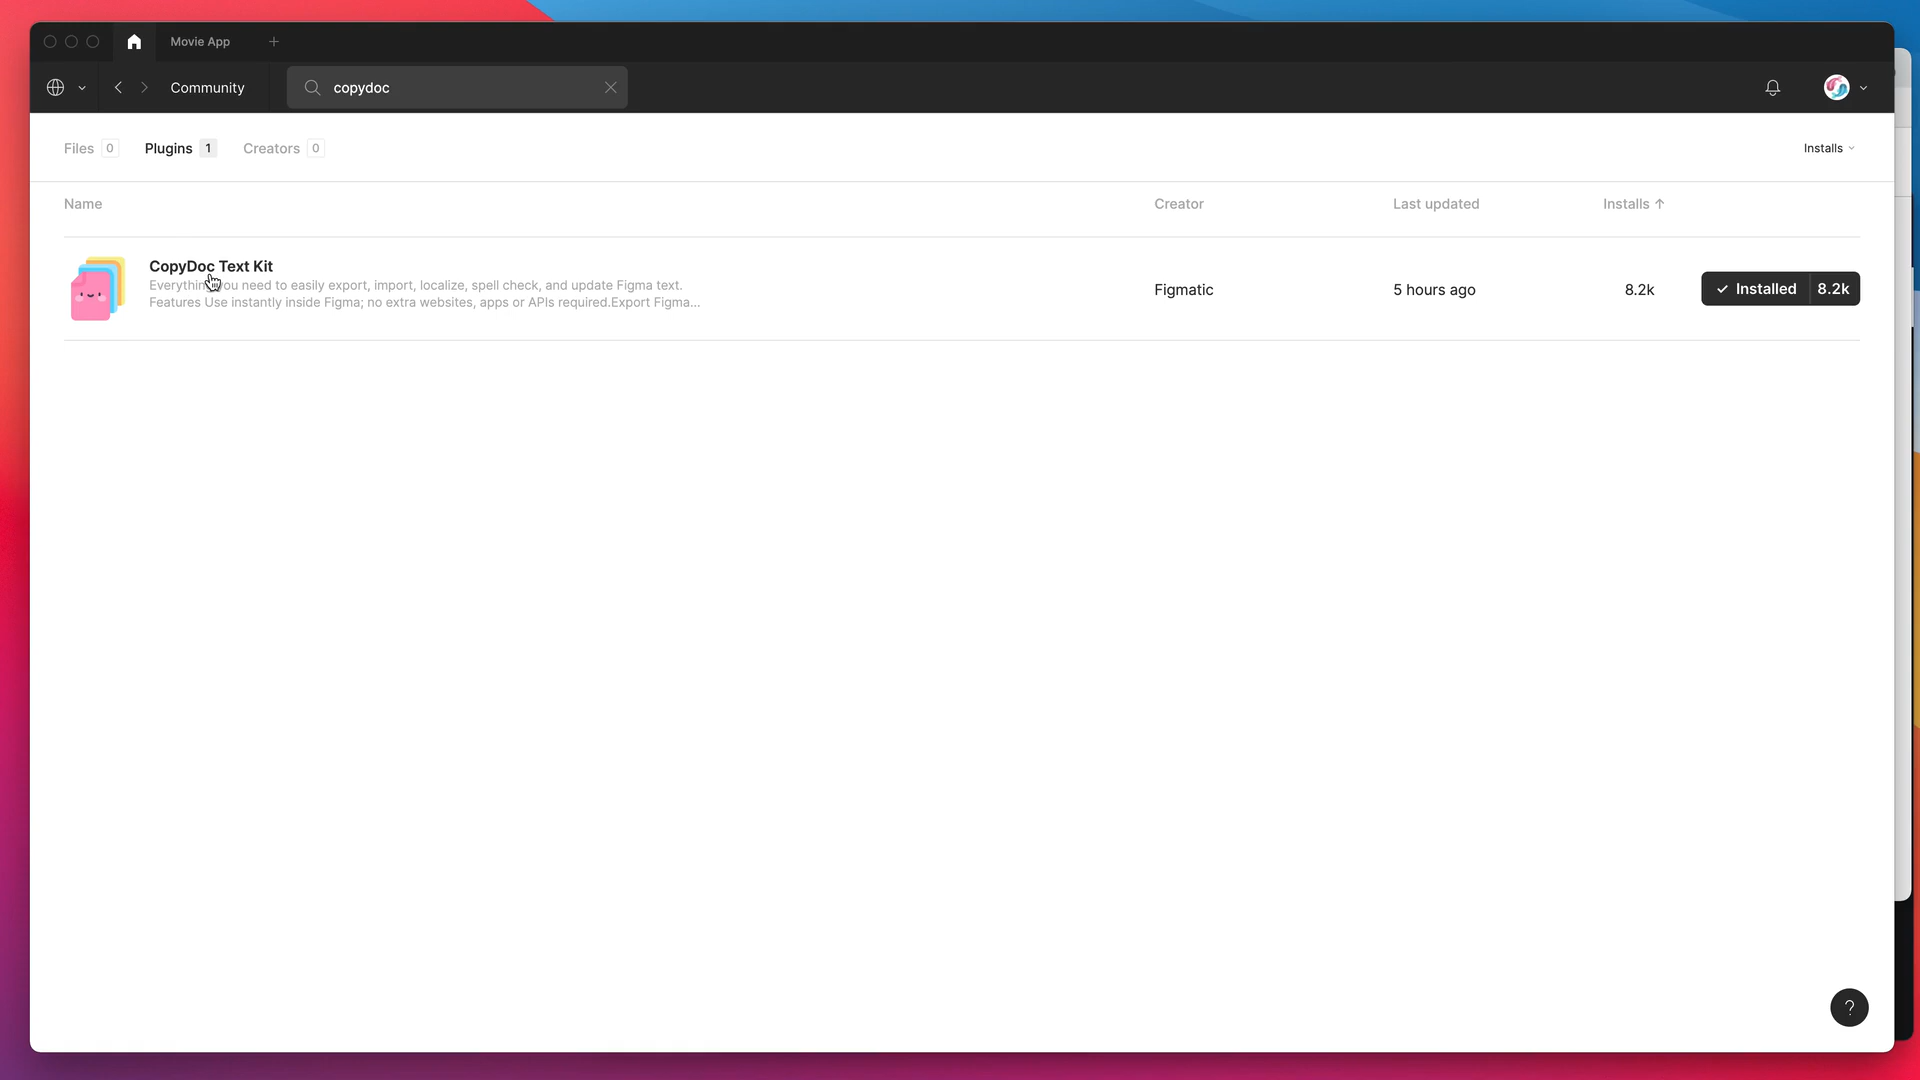 Movie App
Community
copydoc
Files 0 Plugins 1 Creators 0
Installs
Name Creator Last updated Installs ↑
CopyDoc Text Kit
Everything you need to easily export, import, localize, spell check, and update Figma text.
Features Use instantly inside Figma; no extra websites, apps or APIs required.Export Figma...
Figmatic 5 hours ago 8.2k ✓ Installed 8.2k
?